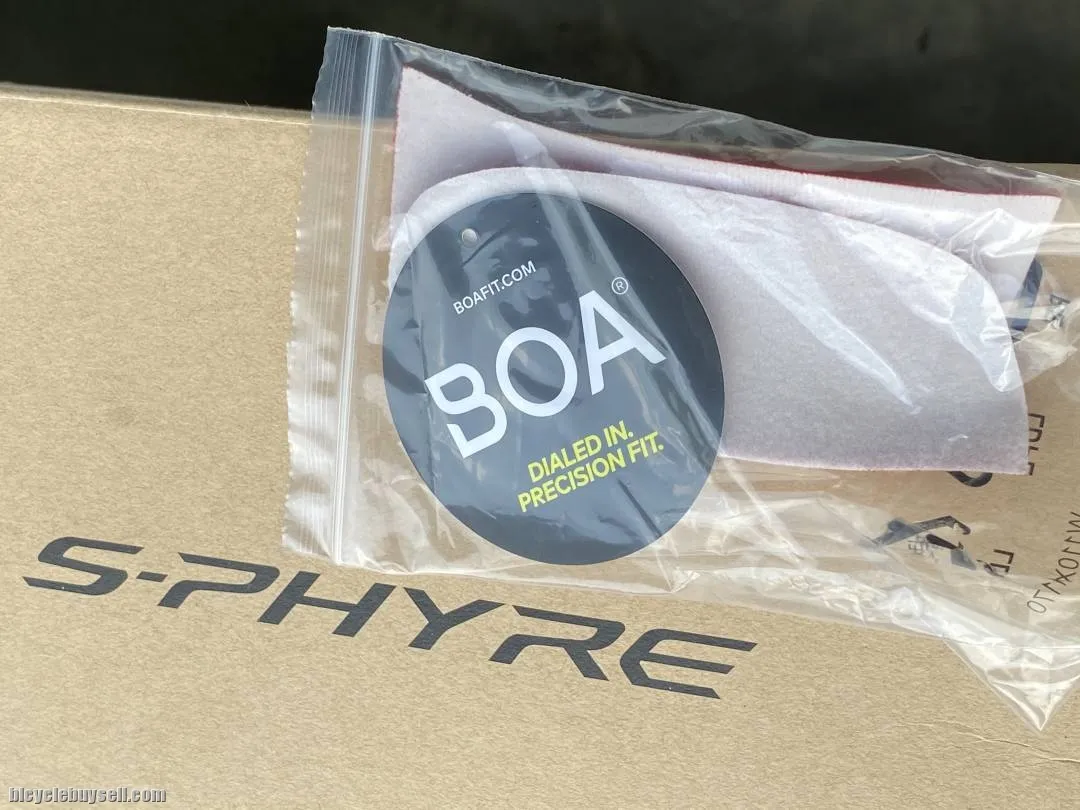 BOAFIT.COM
BOA®
DIALED IN.
PRECISION FIT.
S-PHYRE
bicyclebuysell.com